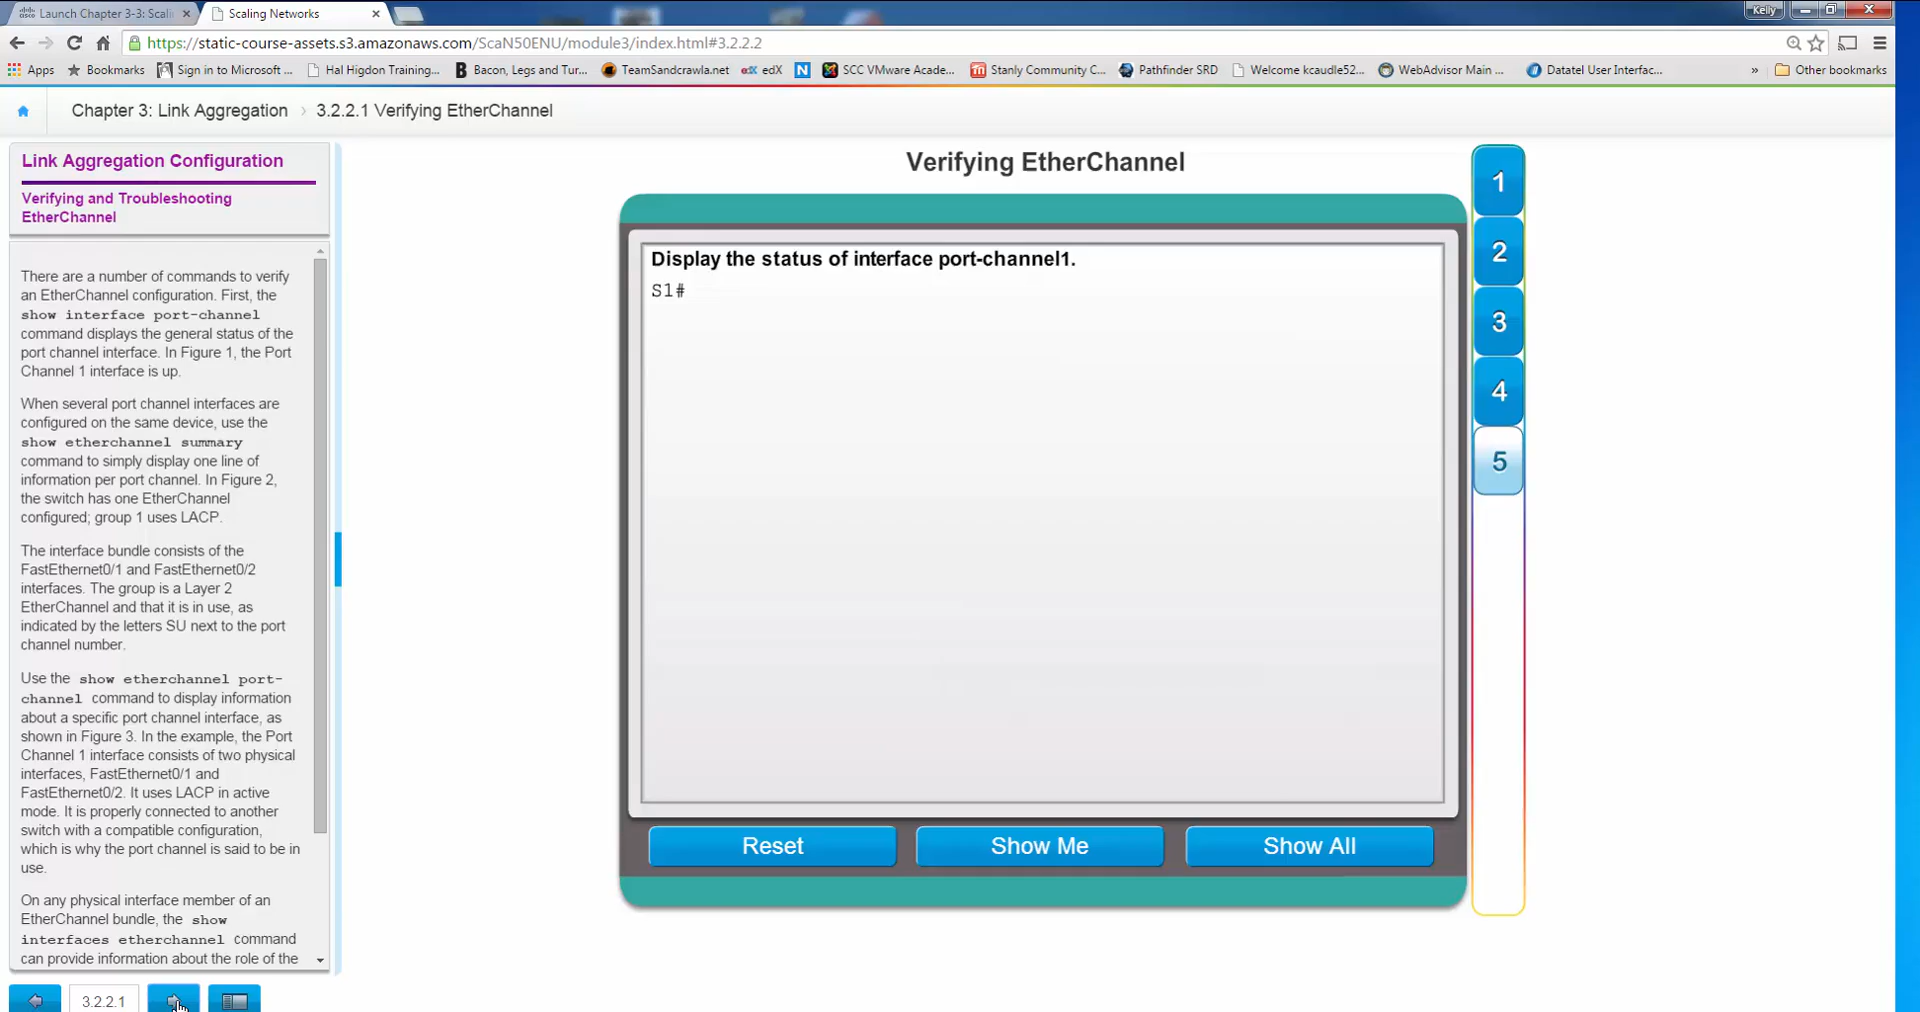 Launch Chapter 3-3: Scali
Scaling Networks
Kelly
https://static-course-assets.s3.amazonaws.com/ScaN50ENU/module3/index.html#3.2.2.2
Apps
Bookmarks
Sign in to Microsoft ...
Hal Higdon Training...
Bacon, Legs and Tur...
TeamSandcrawla.net
edX
SCC VMware Acade...
Stanly Community C...
Pathfinder SRD
Welcome kcaudle52...
WebAdvisor Main ...
Datatel User Interfac...
»
Other bookmarks
Chapter 3: Link Aggregation › 3.2.2.1 Verifying EtherChannel
Link Aggregation Configuration
Verifying and Troubleshooting
EtherChannel
There are a number of commands to verify
an EtherChannel configuration. First, the
show interface port-channel
command displays the general status of the
port channel interface. In Figure 1, the Port
Channel 1 interface is up.
When several port channel interfaces are
configured on the same device, use the
show etherchannel summary
command to simply display one line of
information per port channel. In Figure 2,
the switch has one EtherChannel
configured; group 1 uses LACP.
The interface bundle consists of the
FastEthernet0/1 and FastEthernet0/2
interfaces. The group is a Layer 2
EtherChannel and that it is in use, as
indicated by the letters SU next to the port
channel number.
Use the show etherchannel port-
channel command to display information
about a specific port channel interface, as
shown in Figure 3. In the example, the Port
Channel 1 interface consists of two physical
interfaces, FastEthernet0/1 and
FastEthernet0/2. It uses LACP in active
mode. It is properly connected to another
switch with a compatible configuration,
which is why the port channel is said to be in
use.
On any physical interface member of an
EtherChannel bundle, the show
interfaces etherchannel command
can provide information about the role of the
3.2.2.1
Verifying EtherChannel
Display the status of interface port-channel1.
S1#
Reset
Show Me
Show All
1
2
3
4
5